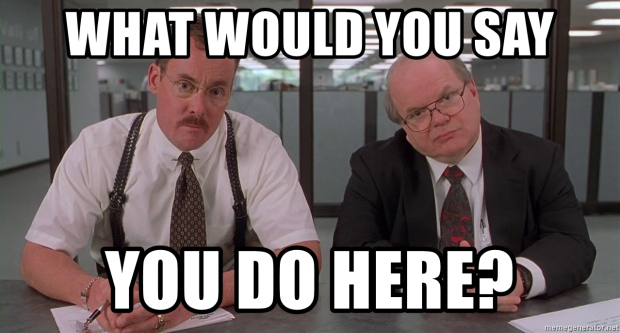 WHAT WOULD YOU SAY
YOU DO HERE?
memegenerator.net